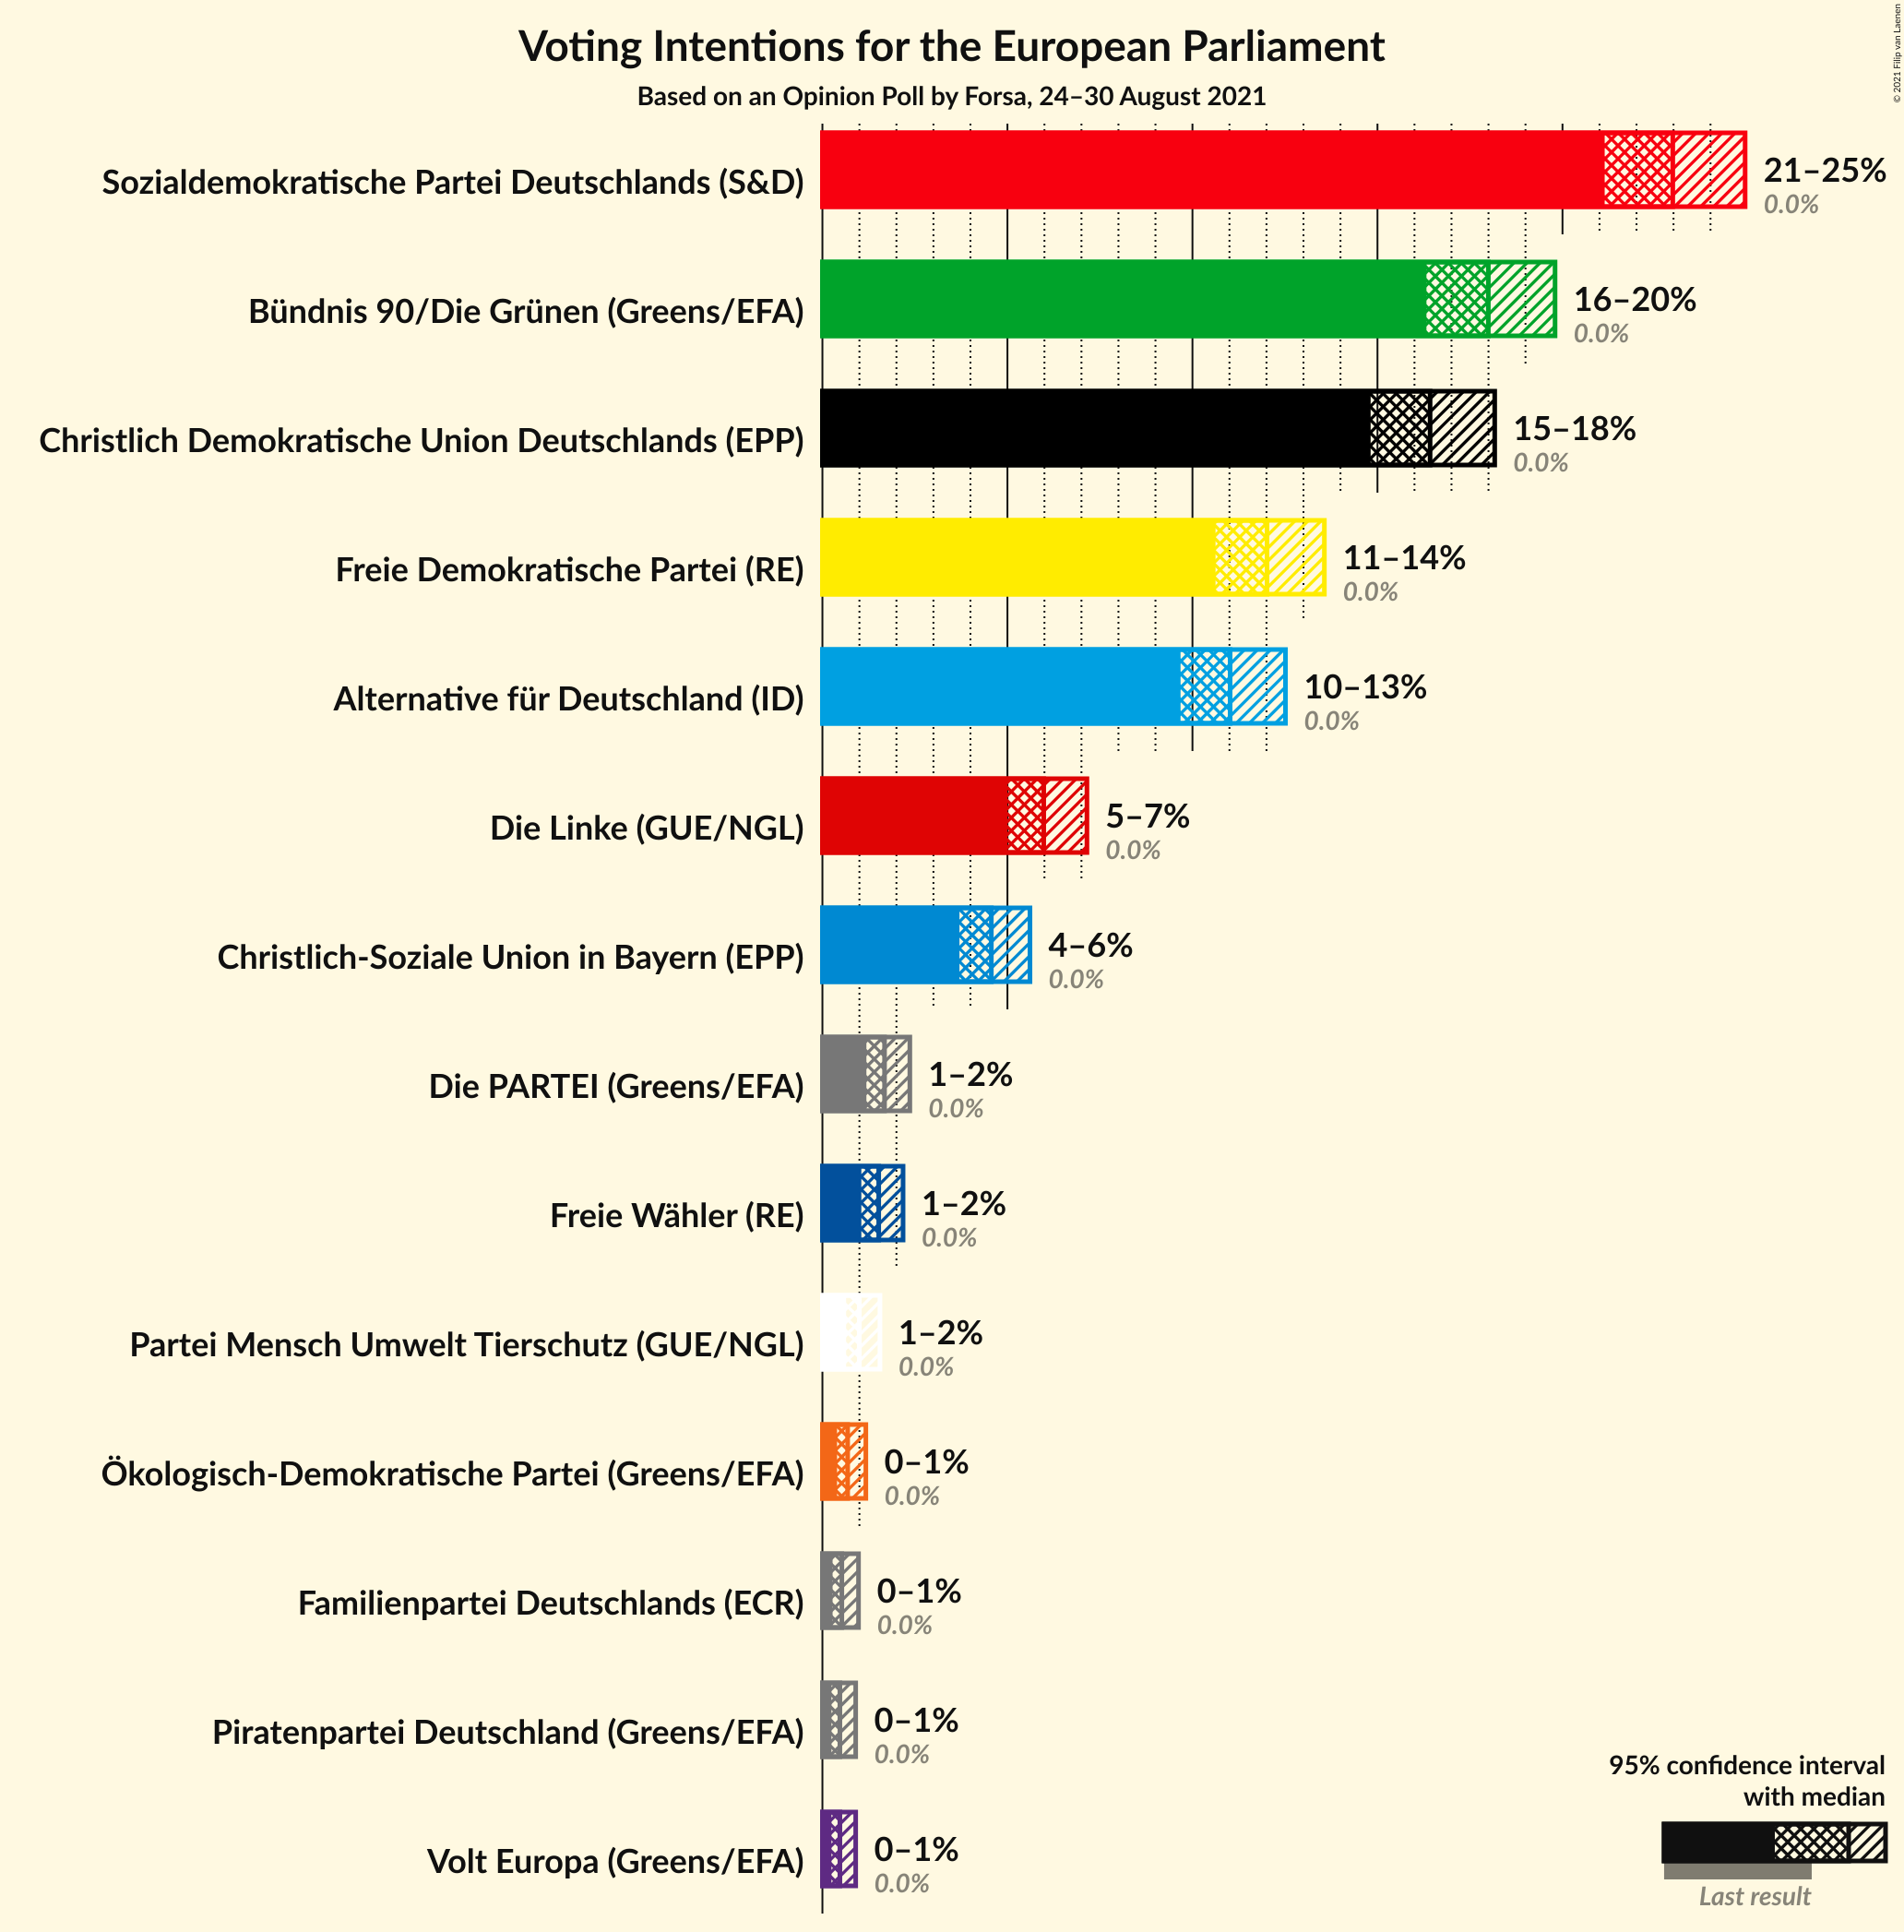 Voting Intentions for the European Parliament
Based on an Opinion Poll by Forsa, 24–30 August 2021
© 2021 Filip van Laenen
Sozialdemokratische Partei Deutschlands (S&D)
21–25%
0.0%
Bündnis 90/Die Grünen (Greens/EFA)
16–20%
0.0%
Christlich Demokratische Union Deutschlands (EPP)
15–18%
0.0%
Freie Demokratische Partei (RE)
11–14%
0.0%
Alternative für Deutschland (ID)
10–13%
0.0%
Die Linke (GUE/NGL)
5–7%
0.0%
Christlich-Soziale Union in Bayern (EPP)
4–6%
0.0%
Die PARTEI (Greens/EFA)
1–2%
0.0%
Freie Wähler (RE)
1–2%
0.0%
Partei Mensch Umwelt Tierschutz (GUE/NGL)
1–2%
0.0%
Ökologisch-Demokratische Partei (Greens/EFA)
0–1%
0.0%
Familienpartei Deutschlands (ECR)
0–1%
0.0%
Piratenpartei Deutschland (Greens/EFA)
0–1%
0.0%
Volt Europa (Greens/EFA)
0–1%
0.0%
95% confidence interval
with median
Last result